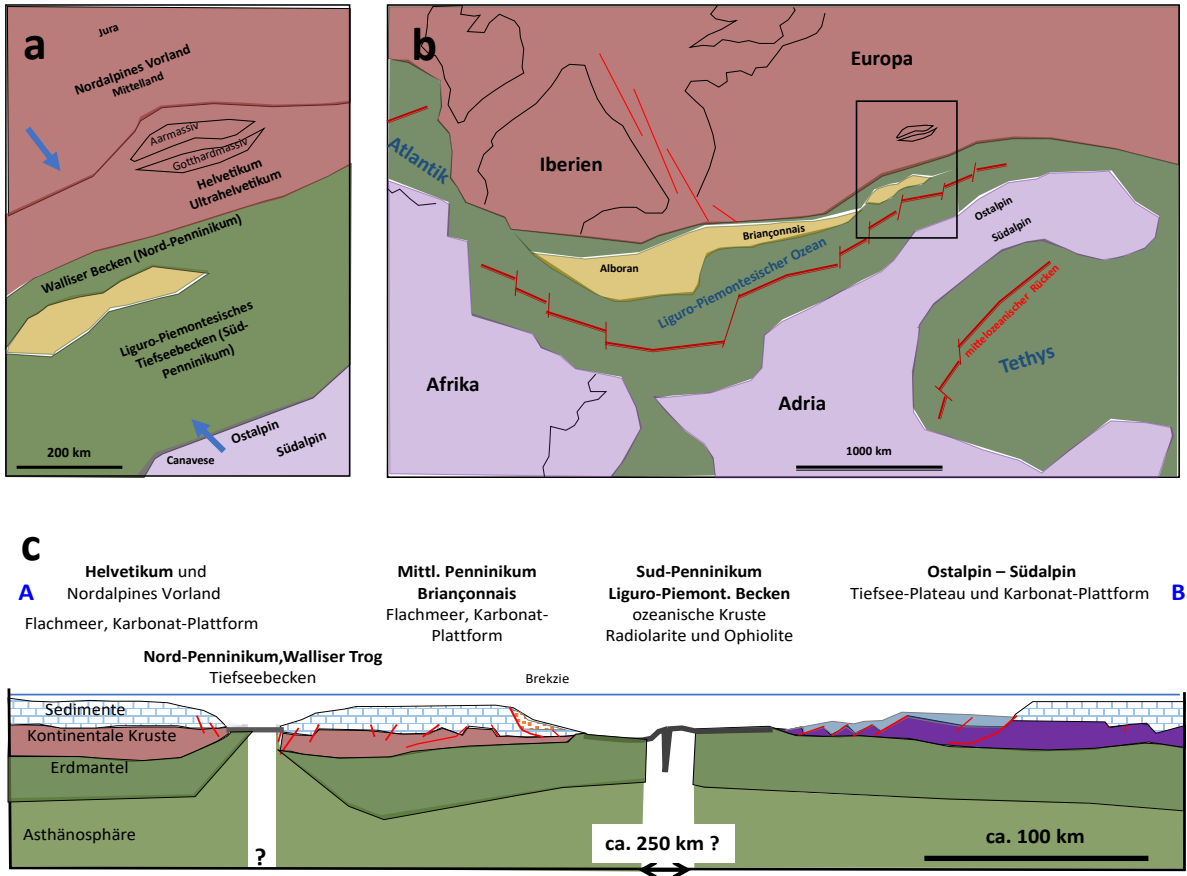 a
Jura
Nordalpines Vorland
Mittelland
Aarmassiv
Gotthardmassiv
Helvetikum
Ultrahelvetikum
Walliser Becken (Nord-Penninikum)
Liguro-Piemontesisches
Tiefseebecken (Süd-
Penninikum)
Ostalpin
Südalpin
Canavese
200 km
b
Europa
Atlantik
Iberien
Briançonnais
Alboran
Ostalpin
Südalpin
Liguro-Piemontesischer Ozean
mittelozeanischer Rücken
Tethys
Afrika
Adria
1000 km
c
A
Helvetikum und
Nordalpines Vorland
Flachmeer, Karbonat-Plattform
Nord-Penninikum,Walliser Trog
Tiefseebecken
Mittl. Penninikum
Briançonnais
Flachmeer, Karbonat-
Plattform
Brekzie
Sud-Penninikum
Liguro-Piemont. Becken
ozeanische Kruste
Radiolarite und Ophiolite
Ostalpin – Südalpin
Tiefsee-Plateau und Karbonat-Plattform
B
Sedimente
Kontinentale Kruste
Erdmantel
Asthänosphäre
?
ca. 250 km ?
ca. 100 km